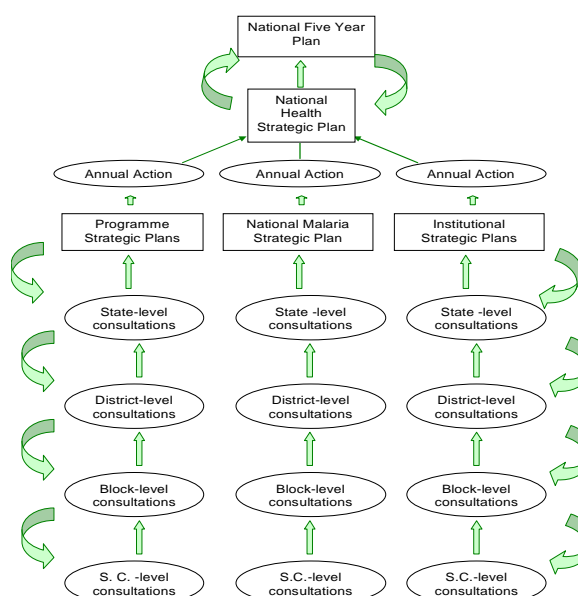 National Five Year
Plan
National
Health
Strategic Plan
Annual Action
Annual Action
Annual Action
Programme
Strategic Plans
National Malaria
Strategic Plan
Institutional
Strategic Plans
State-level
consultations
State -level
consultations
State -level
consultations
District-level
consultations
District-level
consultations
District-level
consultations
Block-level
consultations
Block-level
consultations
Block-level
consultations
S. C. -level
consultations
S.C.-level
consultations
S.C.-level
consultations